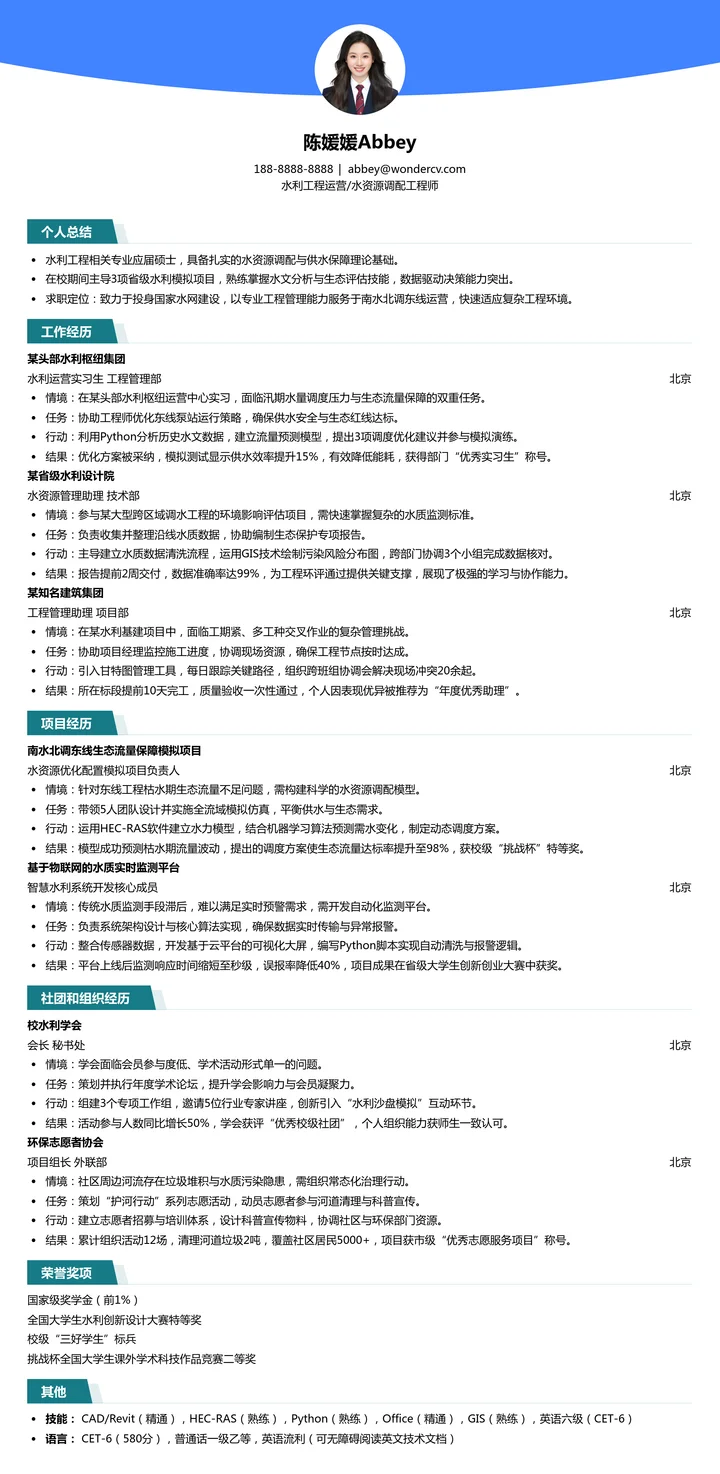 陈媛媛Abbey
188-8888-8888 | abbey@wondercv.com
水利工程运营/水资源调配工程师
个人总结
• 水利工程相关专业应届硕士，具备扎实的水资源调配与供水保障理论基础。
• 在校期间主导3项省级水利模拟项目，熟练掌握水文分析与生态评估技能，数据驱动决策能力突出。
• 求职定位：致力于投身国家水网建设，以专业工程管理能力服务于南水北调东线运营，快速适应复杂工程环境。
工作经历
某头部水利枢纽集团
水利运营实习生 工程管理部 北京
• 情境：在某头部水利枢纽运营中心实习，面临汛期水量调度压力与生态流量保障的双重任务。
• 任务：协助工程师优化东线泵站运行策略，确保供水安全与生态红线达标。
• 行动：利用Python分析历史水文数据，建立流量预测模型，提出3项调度优化建议并参与模拟演练。
• 结果：优化方案被采纳，模拟测试显示供水效率提升15%，有效降低能耗，获得部门“优秀实习生”称号。
某省级水利设计院
水资源管理助理 技术部 北京
• 情境：参与某大型跨区域调水工程的环境影响评估项目，需快速掌握复杂的水质监测标准。
• 任务：负责收集并整理沿线水质数据，协助编制生态保护专项报告。
• 行动：主导建立水质数据清洗流程，运用GIS技术绘制污染风险分布图，跨部门协调3个小组完成数据核对。
• 结果：报告提前2周交付，数据准确率达99%，为工程环评通过提供关键支撑，展现了极强的学习与协作能力。
某知名建筑集团
工程管理助理 项目部 北京
• 情境：在某水利基建项目中，面临工期紧、多工种交叉作业的复杂管理挑战。
• 任务：协助项目经理监控施工进度，协调现场资源，确保工程节点按时达成。
• 行动：引入甘特图管理工具，每日跟踪关键路径，组织跨班组协调会解决现场冲突20余起。
• 结果：所在标段提前10天完工，质量验收一次性通过，个人因表现优异被推荐为“年度优秀助理”。
项目经历
南水北调东线生态流量保障模拟项目
水资源优化配置模拟项目负责人 北京
• 情境：针对东线工程枯水期生态流量不足问题，需构建科学的水资源调配模型。
• 任务：带领5人团队设计并实施全流域模拟仿真，平衡供水与生态需求。
• 行动：运用HEC-RAS软件建立水力模型，结合机器学习算法预测需水变化，制定动态调度方案。
• 结果：模型成功预测枯水期流量波动，提出的调度方案使生态流量达标率提升至98%，获校级“挑战杯”特等奖。
基于物联网的水质实时监测平台
智慧水利系统开发核心成员 北京
• 情境：传统水质监测手段滞后，难以满足实时预警需求，需开发自动化监测平台。
• 任务：负责系统架构设计与核心算法实现，确保数据实时传输与异常报警。
• 行动：整合传感器数据，开发基于云平台的可视化大屏，编写Python脚本实现自动清洗与报警逻辑。
• 结果：平台上线后监测响应时间缩短至秒级，误报率降低40%，项目成果在省级大学生创新创业大赛中获奖。
社团和组织经历
校水利学会
会长 秘书处 北京
• 情境：学会面临会员参与度低、学术活动形式单一的问题。
• 任务：策划并执行年度学术论坛，提升学会影响力与会员凝聚力。
• 行动：组建3个专项工作组，邀请5位行业专家讲座，创新引入“水利沙盘模拟”互动环节。
• 结果：活动参与人数同比增长50%，学会获评“优秀校级社团”，个人组织能力获师生一致认可。
环保志愿者协会
项目组长 外联部 北京
• 情境：社区周边河流存在垃圾堆积与水质污染隐患，需组织常态化治理行动。
• 任务：策划“护河行动”系列志愿活动，动员志愿者参与河道清理与科普宣传。
• 行动：建立志愿者招募与培训体系，设计科普宣传物料，协调社区与环保部门资源。
• 结果：累计组织活动12场，清理河道垃圾2吨，覆盖社区居民5000+，项目获市级“优秀志愿服务项目”称号。
荣誉奖项
国家级奖学金（前1%）
全国大学生水利创新设计大赛特等奖
校级“三好学生”标兵
挑战杯全国大学生课外学术科技作品竞赛二等奖
其他
• 技能： CAD/Revit（精通），HEC-RAS（熟练），Python（熟练），Office（精通），GIS（熟练），英语六级（CET-6）
• 语言： CET-6（580分），普通话一级乙等，英语流利（可无障碍阅读英文技术文档）